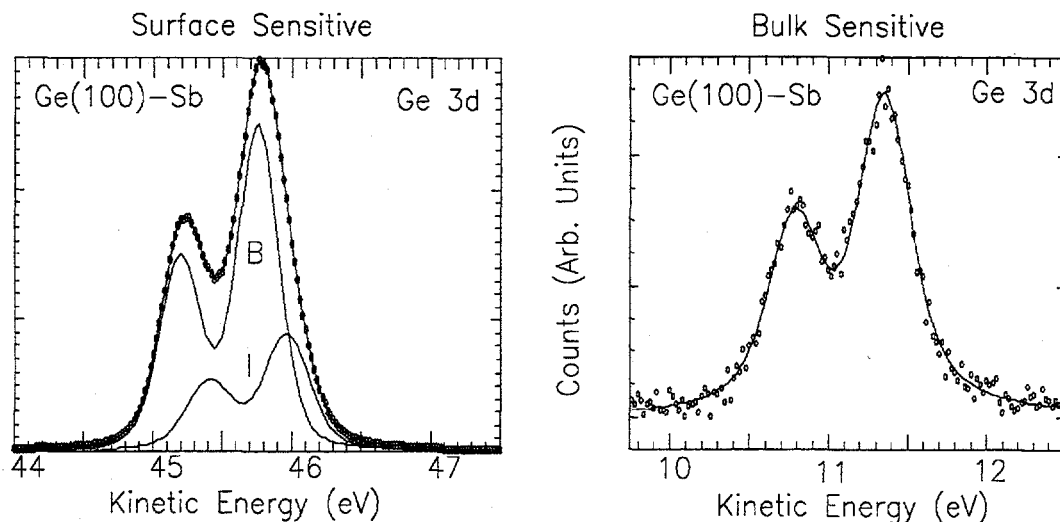 Surface Sensitive
Ge(100)-Sb
Ge 3d
B
I
44 45 46 47
Kinetic Energy (eV)
Bulk Sensitive
Ge(100)-Sb
Ge 3d
Counts (Arb. Units)
10 11 12
Kinetic Energy (eV)